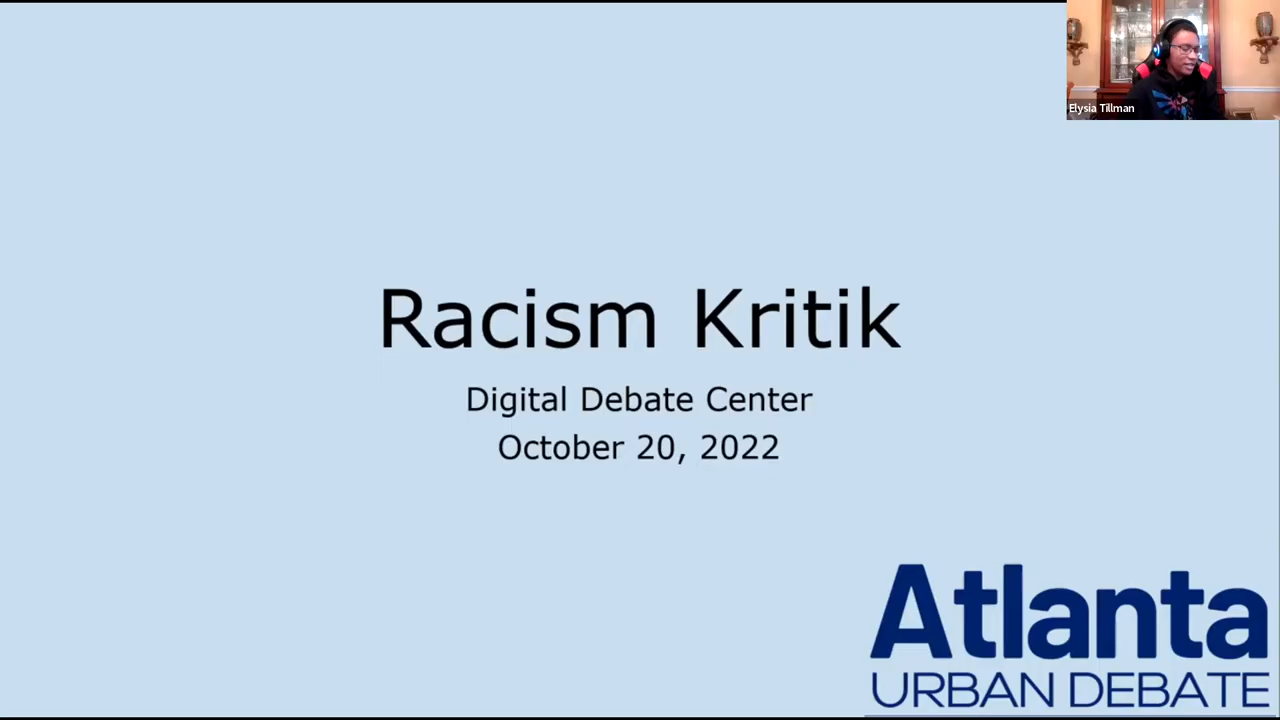 Elysia Tillman
Racism Kritik
Digital Debate Center
October 20, 2022
Atlanta
URBAN DEBATE